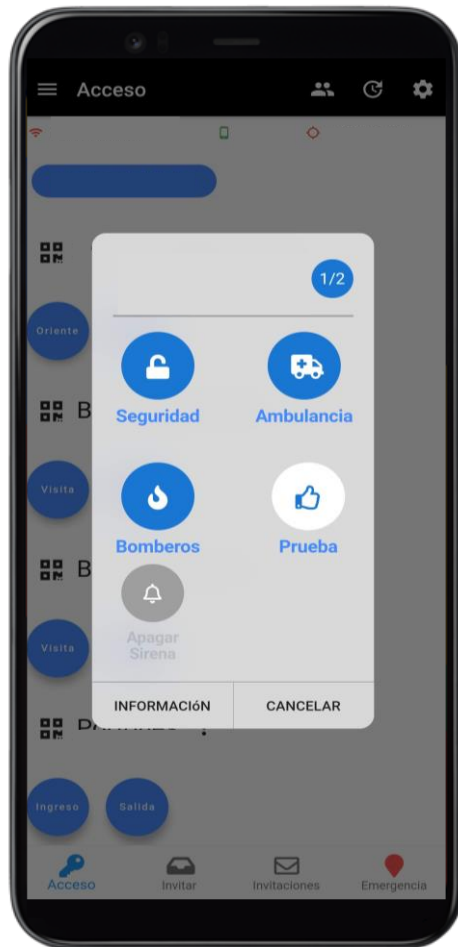 Acceso
1/2
Oriente
Seguridad
Ambulancia
B
Visita
Bomberos
Prueba
B
Apagar
Sirena
Visita
INFORMACIóN
CANCELAR
Ingreso
Salida
Acceso
Invitar
Invitaciones
Emergencia